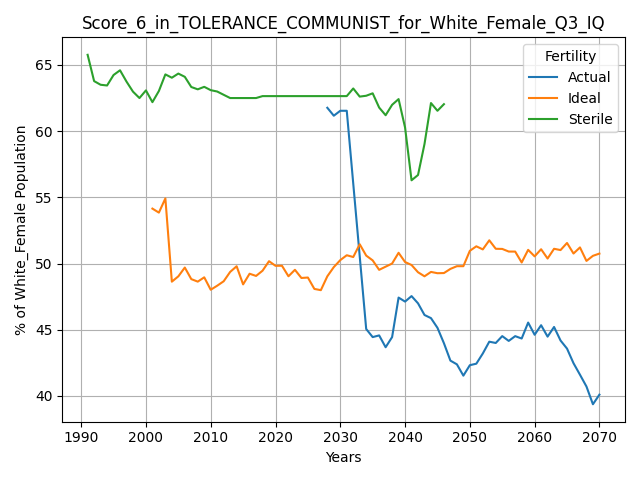 Score_6_in_TOLERANCE_COMMUNIST_for_White_Female_Q3_IQ
Fertility
Actual
Ideal
Sterile
% of White_Female Population
65
60
55
50
45
40
1990 2000 2010 2020 2030 2040 2050 2060 2070
Years